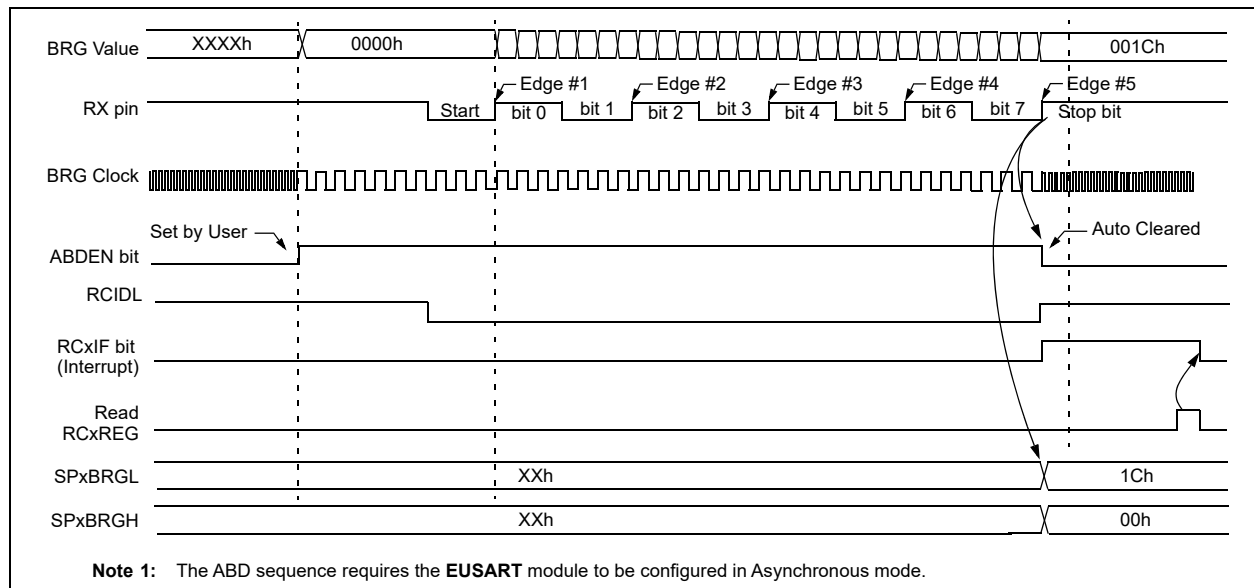 BRG Value XXXXh 0000h 001Ch
Edge #1 Edge #2 Edge #3 Edge #4 Edge #5
RX pin Start bit 0 bit 1 bit 2 bit 3 bit 4 bit 5 bit 6 bit 7 Stop bit
BRG Clock
Set by User Auto Cleared
ABDEN bit
RCIDL
RCxIF bit
(Interrupt)
Read
RCxREG
SPxBRGL XXh 1Ch
SPxBRGH XXh 00h
Note 1: The ABD sequence requires the EUSART module to be configured in Asynchronous mode.